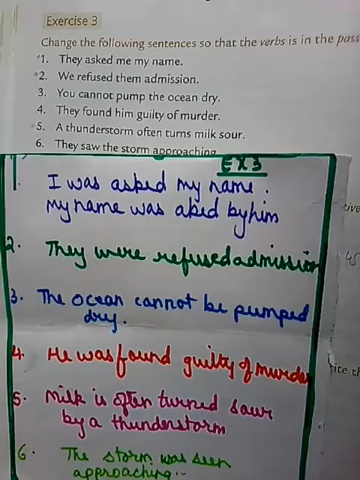 Exercise 3
Change the following sentences so that the verbs is in the pass
*1. They asked me my name.
*2. We refused them admission.
3. You cannot pump the ocean dry.
4. They found him guilty of murder.
*5. A thunderstorm often turns milk sour.
6. They saw the storm approaching
EX 3
1. I was asked my name.
my name was aked by him
2. They were refused admission
3. The ocean cannot be pumped
dry.
4. He was found guilty of murder
5. Milk is often turned sour
by a thunderstorm
6. The storm was seen
approaching..